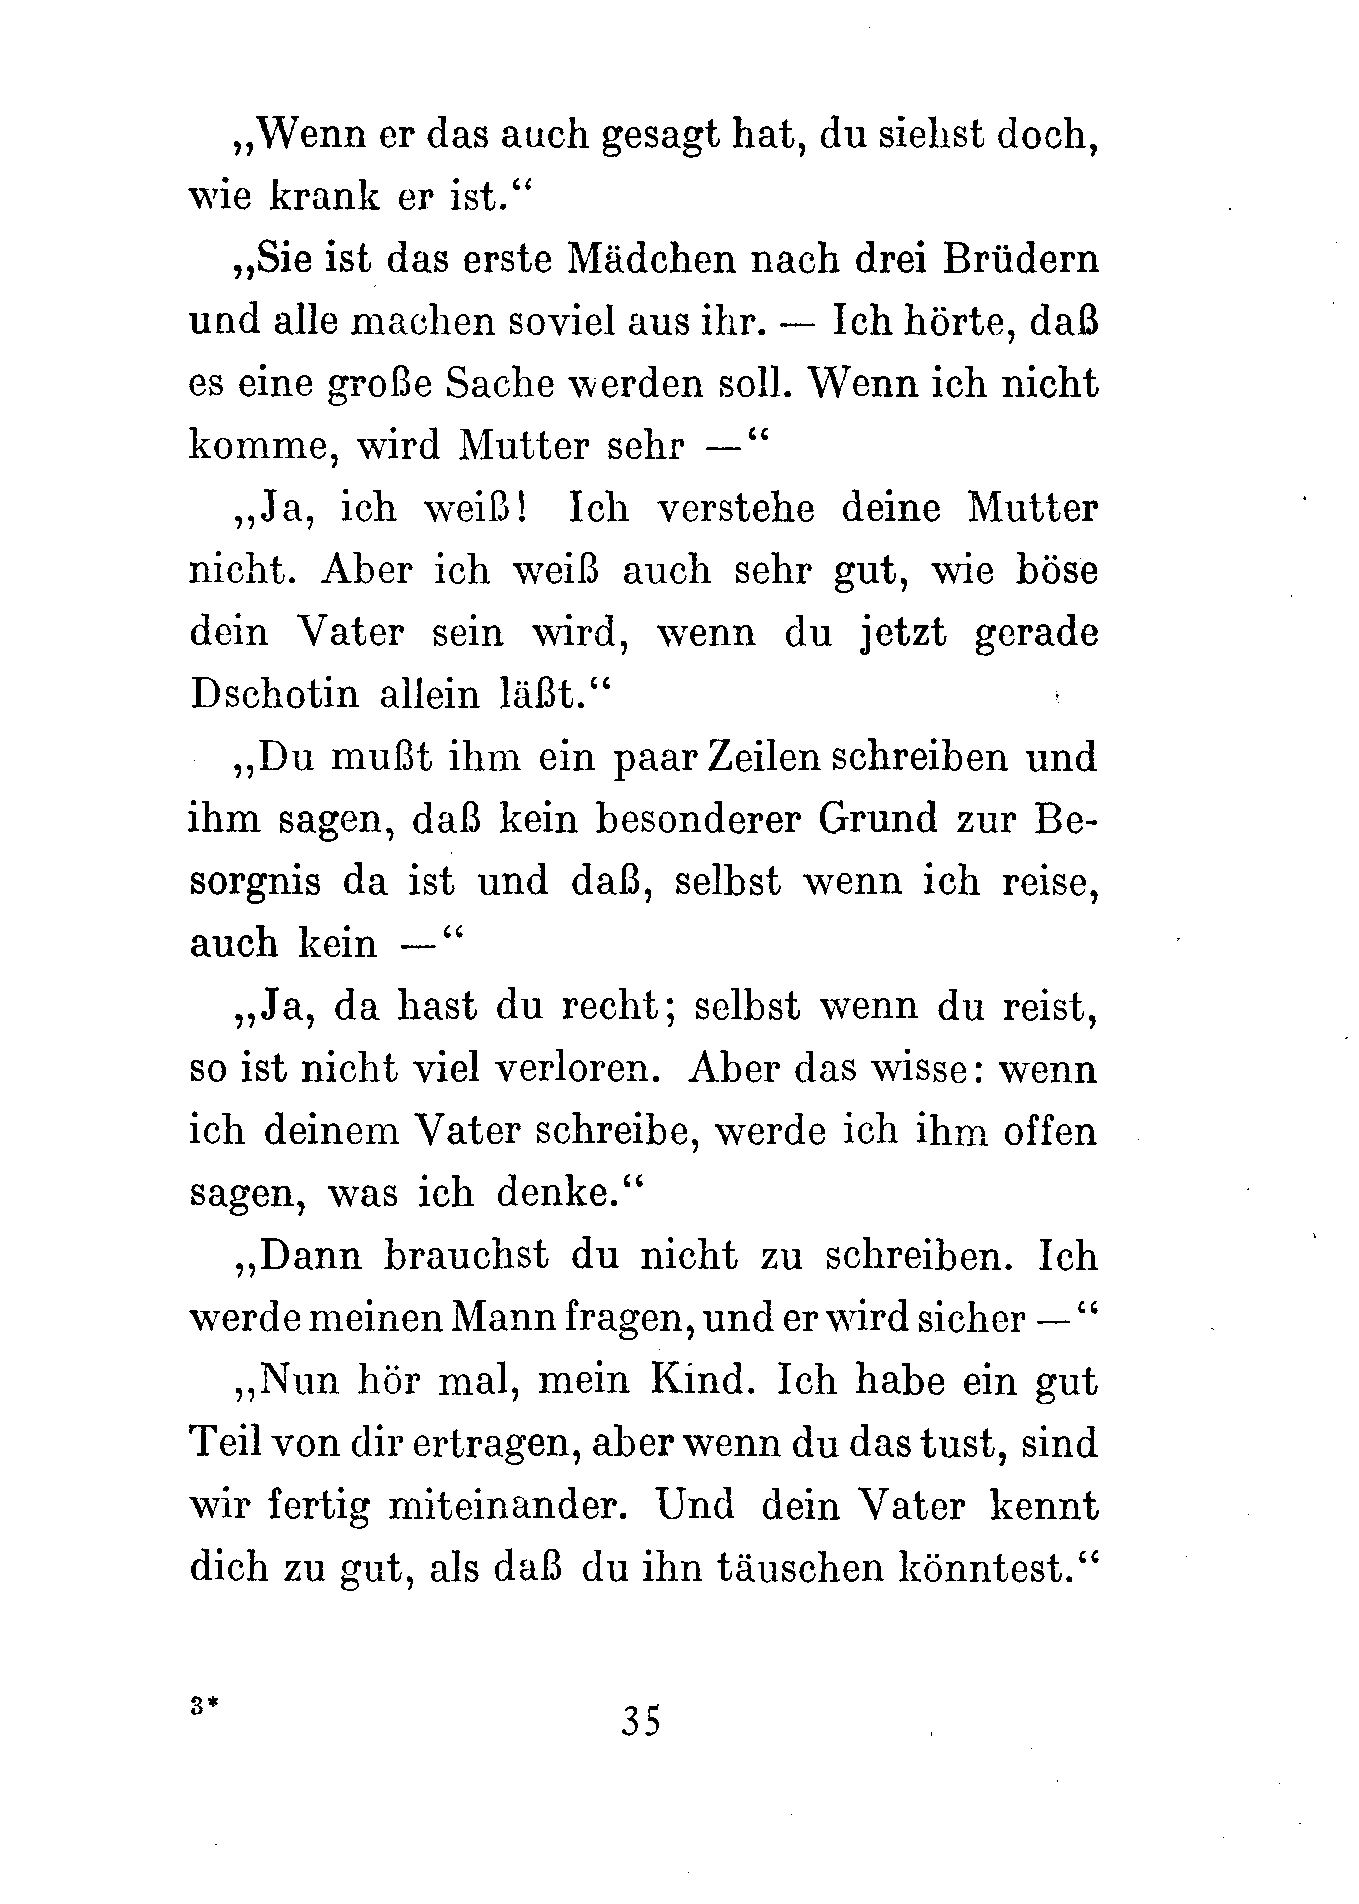 „Wenn er das auch gesagt hat, du siehst doch,
wie krank er ist.“
„Sie ist das erste Mädchen nach drei Brüdern
und alle machen soviel aus ihr. — Ich hörte, daß
es eine große Sache werden soll. Wenn ich nicht
komme, wird Mutter sehr —“
„Ja, ich weiß! Ich verstehe deine Mutter
nicht. Aber ich weiß auch sehr gut, wie böse
dein Vater sein wird, wenn du jetzt gerade
Dschotin allein läßt.“
„Du mußt ihm ein paar Zeilen schreiben und
ihm sagen, daß kein besonderer Grund zur Be-
sorgnis da ist und daß, selbst wenn ich reise,
auch kein —“
„Ja, da hast du recht; selbst wenn du reist,
so ist nicht viel verloren. Aber das wisse: wenn
ich deinem Vater schreibe, werde ich ihm offen
sagen, was ich denke.“
„Dann brauchst du nicht zu schreiben. Ich
werde meinen Mann fragen, und er wird sicher —“
„Nun hör mal, mein Kind. Ich habe ein gut
Teil von dir ertragen, aber wenn du das tust, sind
wir fertig miteinander. Und dein Vater kennt
dich zu gut, als daß du ihn täuschen könntest.“
3*
35